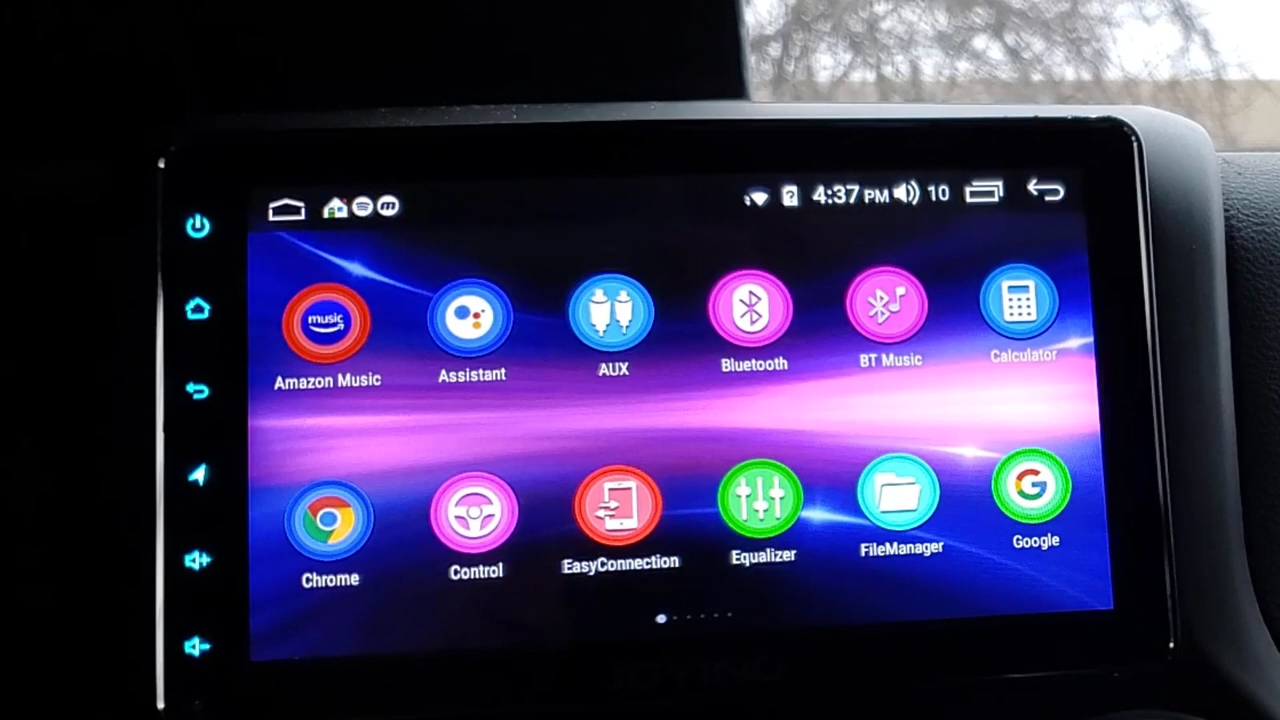 4:37 PM 10
music
Amazon Music
Assistant
AUX
Bluetooth
BT Music
Calculator
Chrome
Control
EasyConnection
Equalizer
FileManager
Google
JOYING